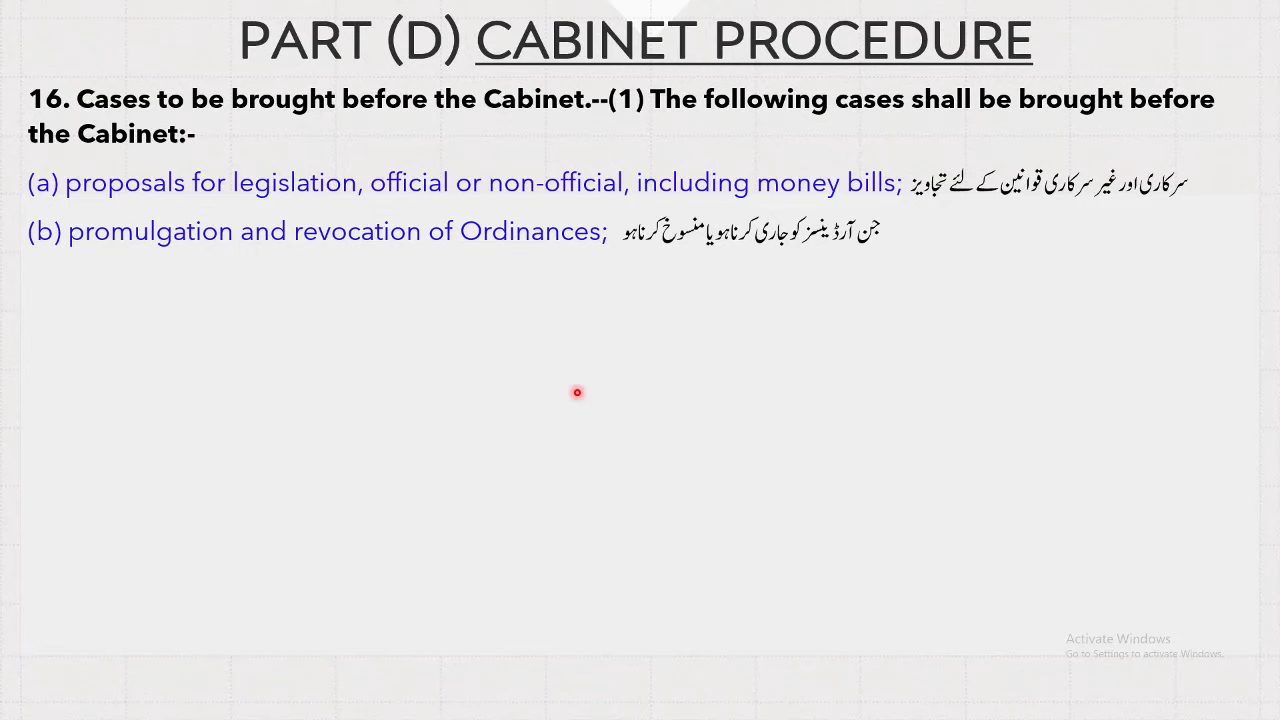 PART (D) CABINET PROCEDURE
16. Cases to be brought before the Cabinet.--(1) The following cases shall be brought before
the Cabinet:-
(a) proposals for legislation, official or non-official, including money bills; سرکاری اور غیر سرکاری قوانین کے لئے تجاویز
(b) promulgation and revocation of Ordinances; جن آرڈیننسز کو جاری کرنا ہو یا منسوخ کرنا ہو
Activate Windows
Go to Settings to activate Windows.